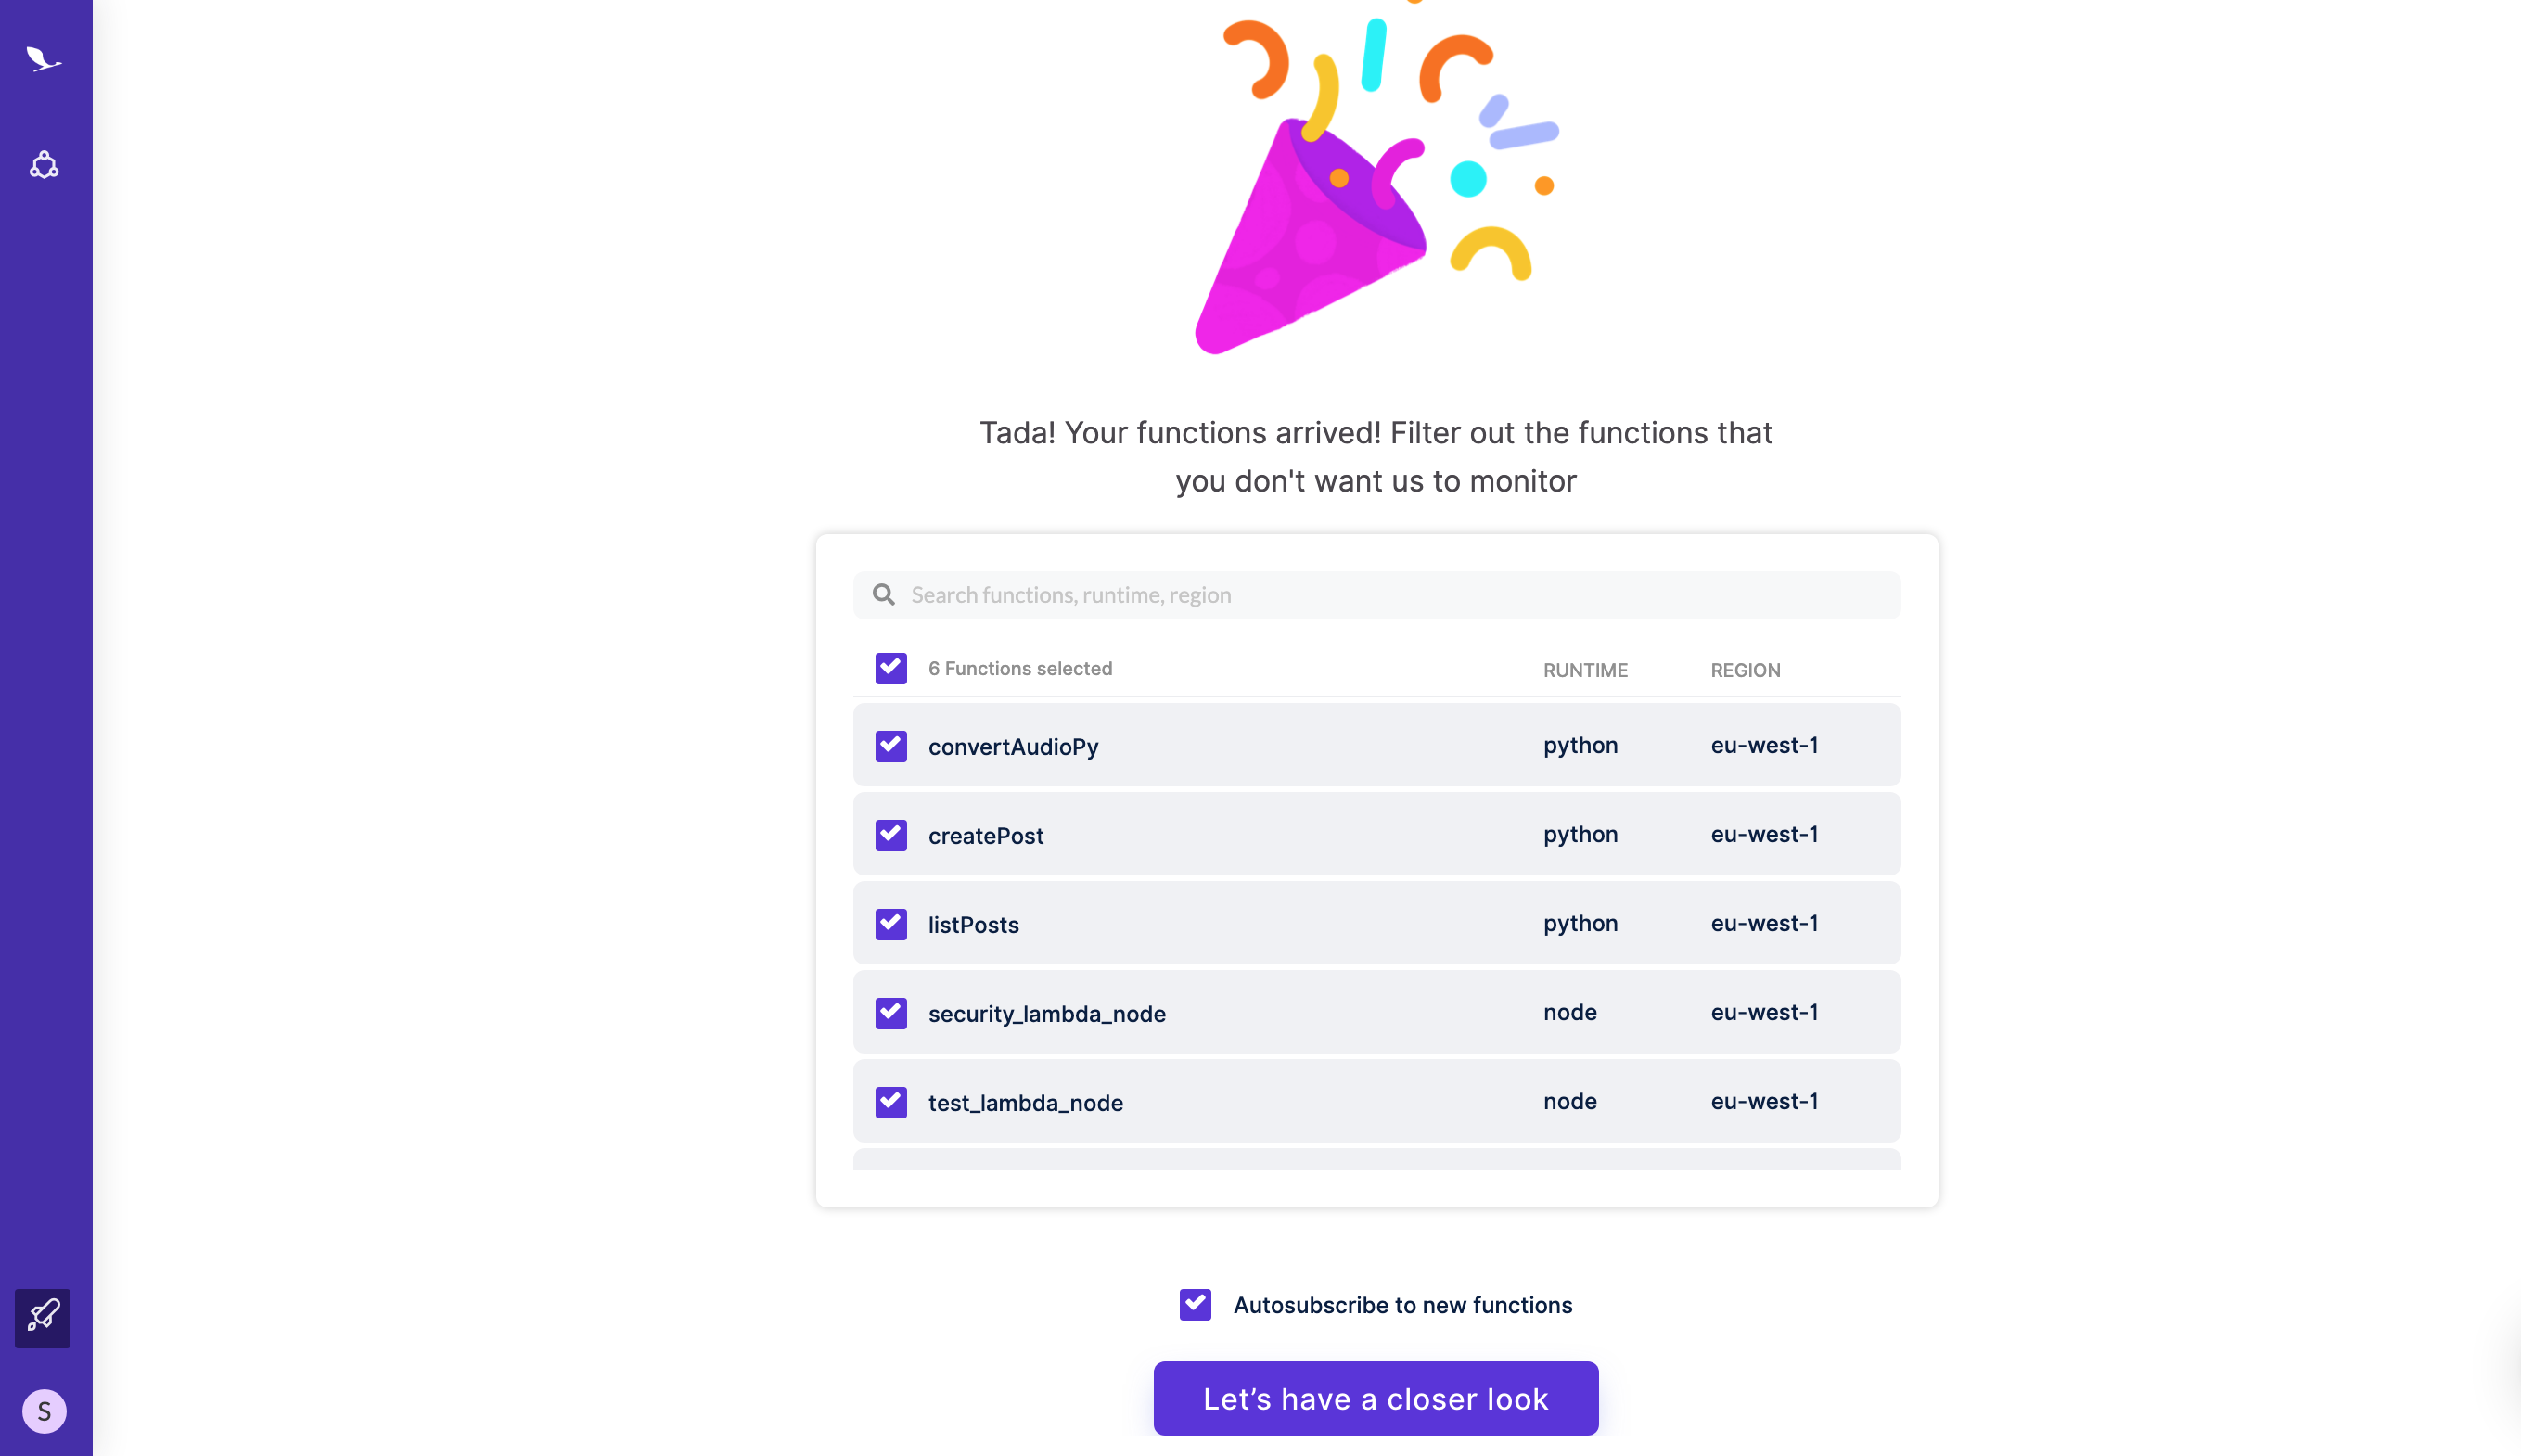 Tada! Your functions arrived! Filter out the functions that
you don't want us to monitor
Search functions, runtime, region
6 Functions selected RUNTIME REGION
convertAudioPy python eu-west-1
createPost python eu-west-1
listPosts python eu-west-1
security_lambda_node node eu-west-1
test_lambda_node node eu-west-1
Autosubscribe to new functions
Let’s have a closer look
S